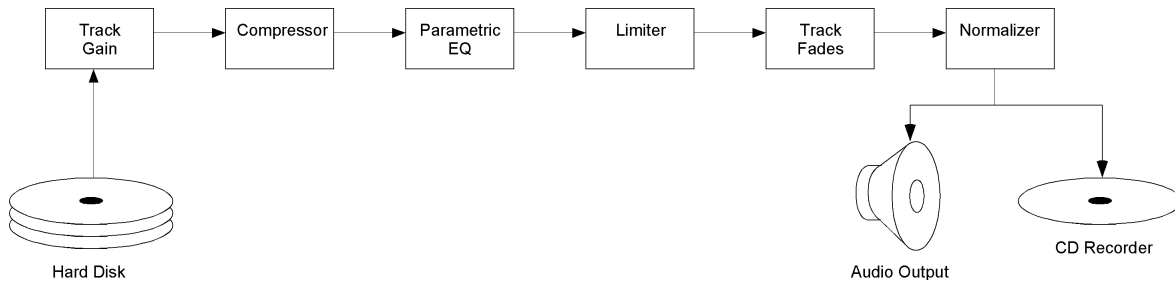 Track
Gain
Compressor
Parametric
EQ
Limiter
Track
Fades
Normalizer
Hard Disk
Audio Output
CD Recorder